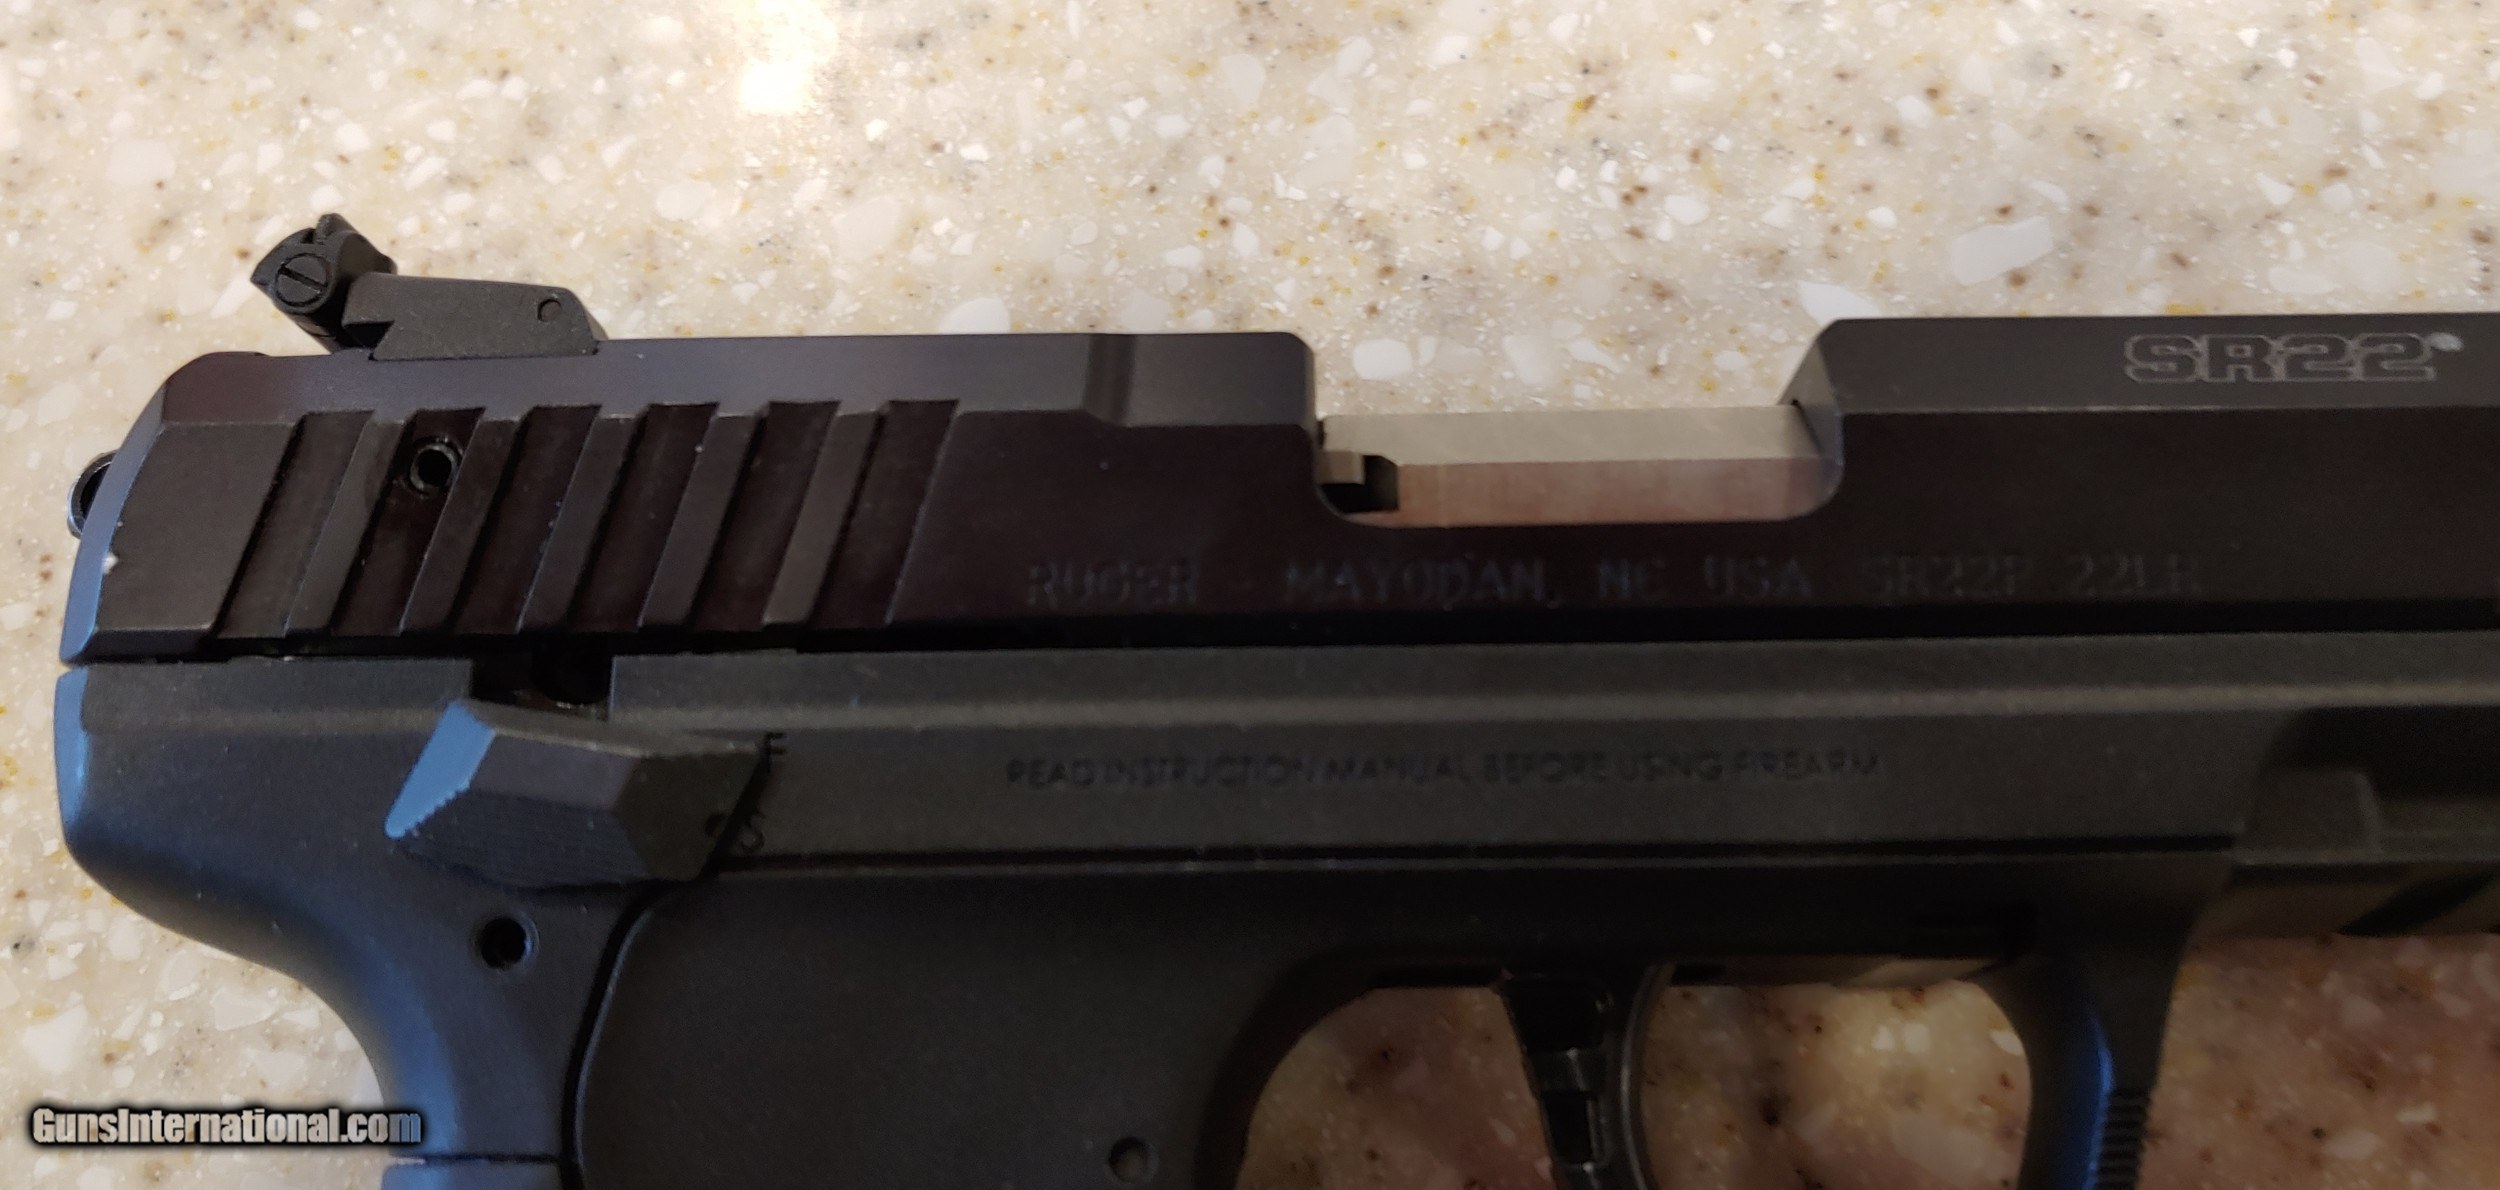 SR22
RUGER - MAYODAN, NC USA SR22P .22LR
F
READ INSTRUCTION MANUAL BEFORE USING FIREARM
S
GunsInternational.com